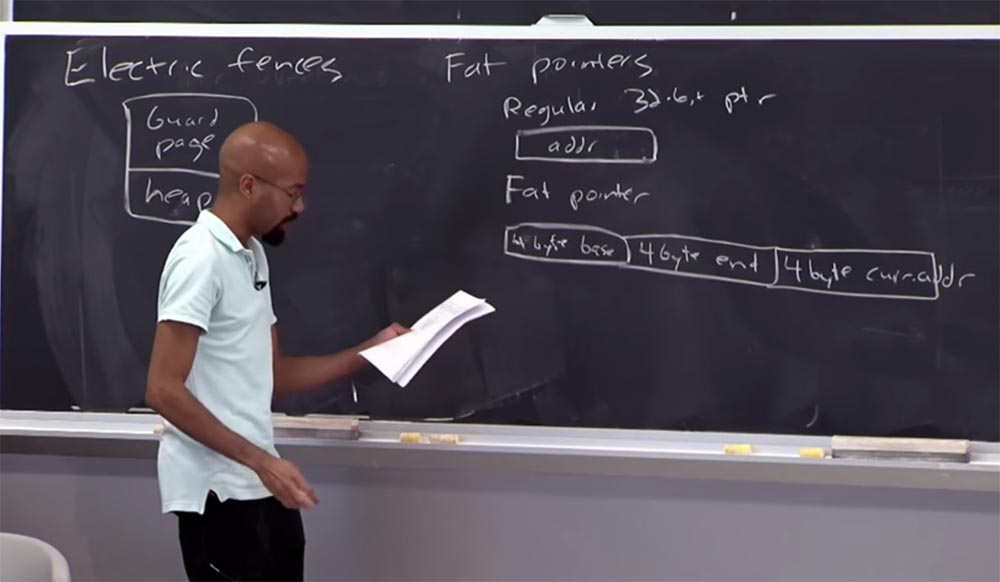 Electric fences
Guard
page
heap
Fat pointers
Regular 32-bit ptr
addr
Fat pointer
4 byte base 4 byte end 4 byte curr.addr